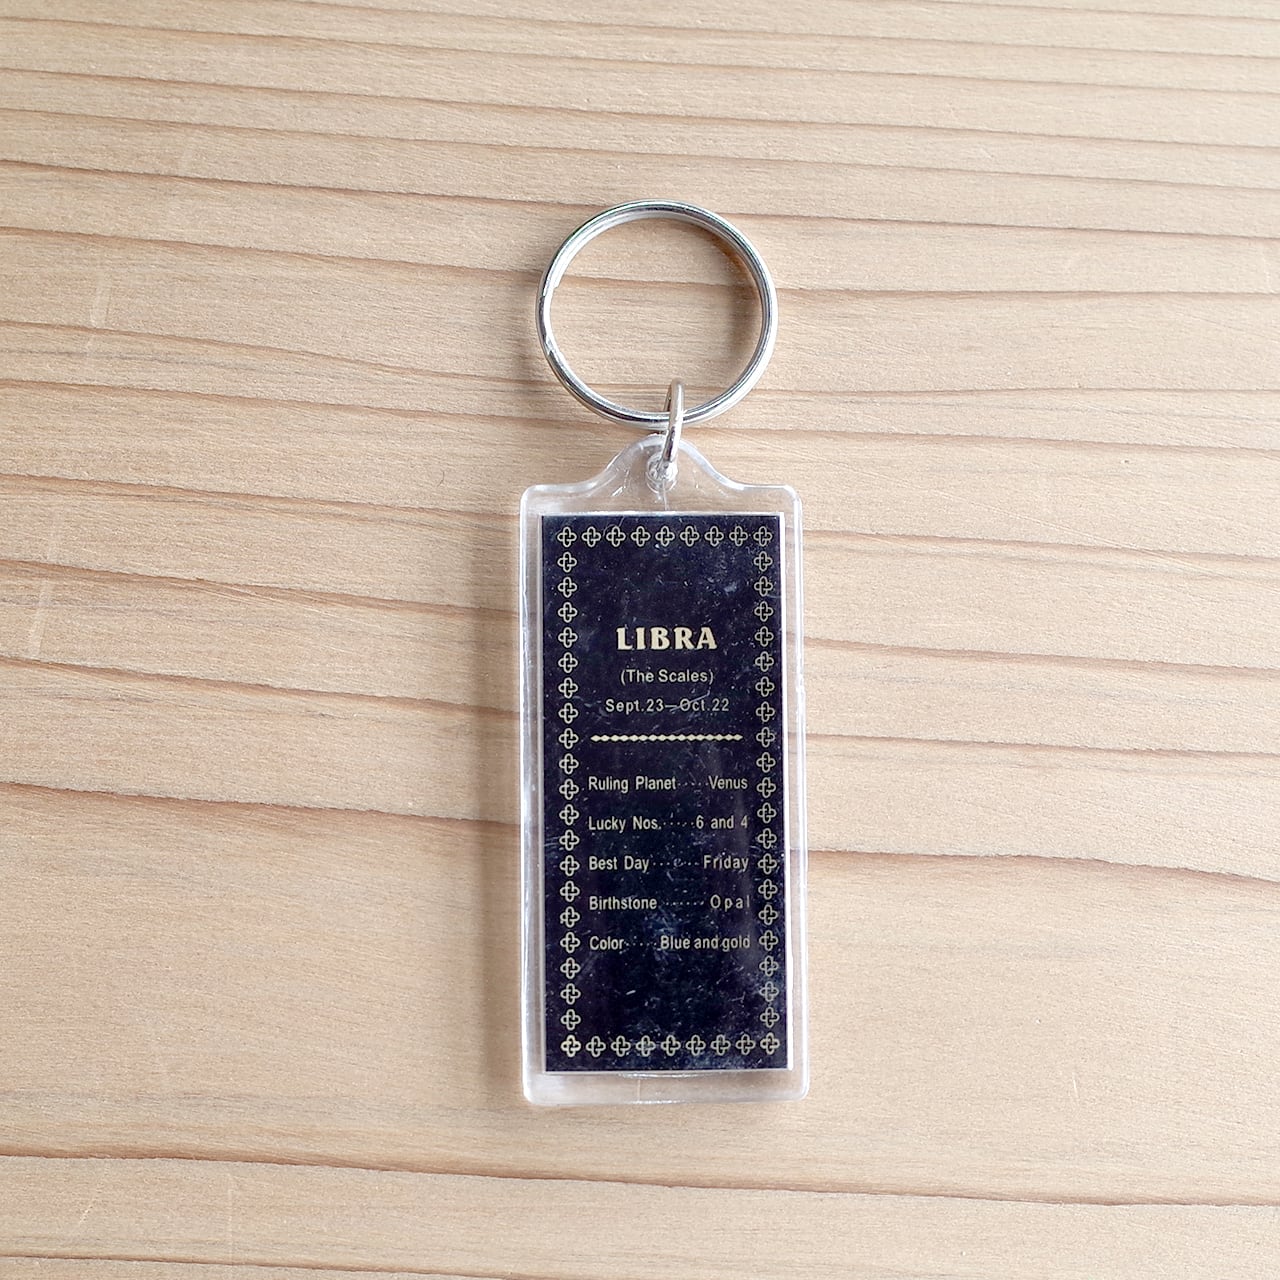 LIBRA
(The Scales)
Sept.23—Oct.22
Ruling Planet·····Venus
Lucky Nos.······6 and 4
Best Day·······Friday
Birthstone·······Opal
Color·····Blue and gold